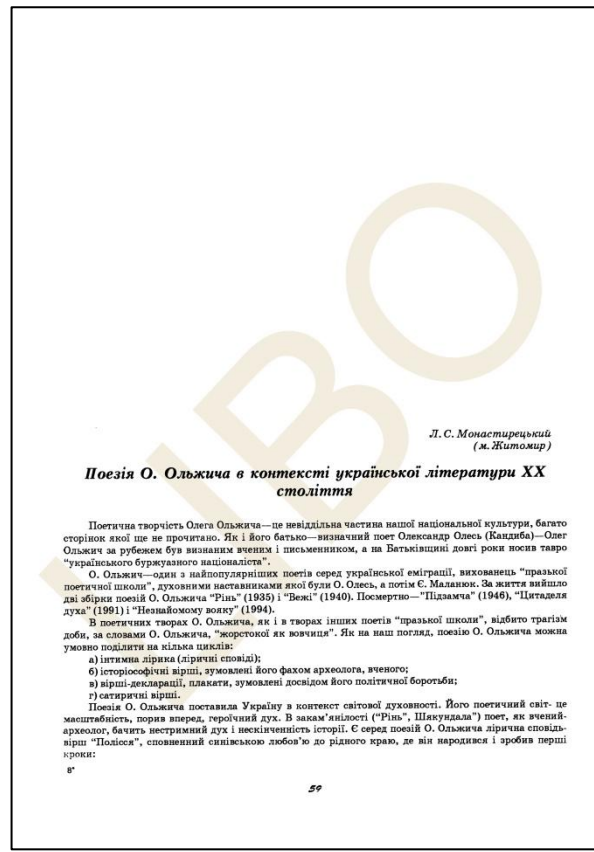 Л. С. Монастирецький
(м. Житомир)
Поезія О. Ольжича в контексті української літератури ХХ
століття
Поетична творчість Олега Ольжича—це невіддільна частина нашої національної культури, багато
сторінок якої ще не прочитано. Як і його батько—визначний поет Олександр Олесь (Кандиба)—Олег
Ольжич за рубежем був визнаним вченим і письменником, а на Батьківщині довгі роки носив тавро
“українського буржуазного націоналіста”.
О. Ольжич—один з найпопулярніших поетів серед української еміграції, вихованець “празької
поетичної школи”, духовними наставниками якої були О. Олесь, а потім Є. Маланюк. За життя вийшло
дві збірки поезій О. Ольжича “Рінь” (1935) і “Вежі” (1940). Посмертно—"Підзамча" (1946), “Цитаделя
духа” (1991) і “Незнайомому вояку” (1994).
В поетичних творах О. Ольжича, як і в творах інших поетів “празької школи”, відбито трагізм
доби, за словами О. Ольжича, “жорстокої як вовчиця”. Як на наш погляд, поезію О. Ольжича можна
умовно поділити на кілька циклів:
а) інтимна лірика (ліричні сповіді);
б) історіософічні вірші, зумовлені його фахом археолога, вченого;
в) вірші-декларації, плакати, зумовлені досвідом його політичної боротьби;
г) сатиричні вірші.
Поезія О. Ольжича поставила Україну в контекст світової духовності. Його поетичний світ- це
масштабність, порив вперед, героїчний дух. В закам’янілості (“Рінь”, Шякундала”) поет, як вчений-
археолог, бачить нестримний дух і нескінченність історії. Є серед поезій О. Ольжича лірична сповідь-
вірш “Полісся”, сповнений синівською любов’ю до рідного краю, де він народився і зробив перші
кроки:
8*
59
ЦВО